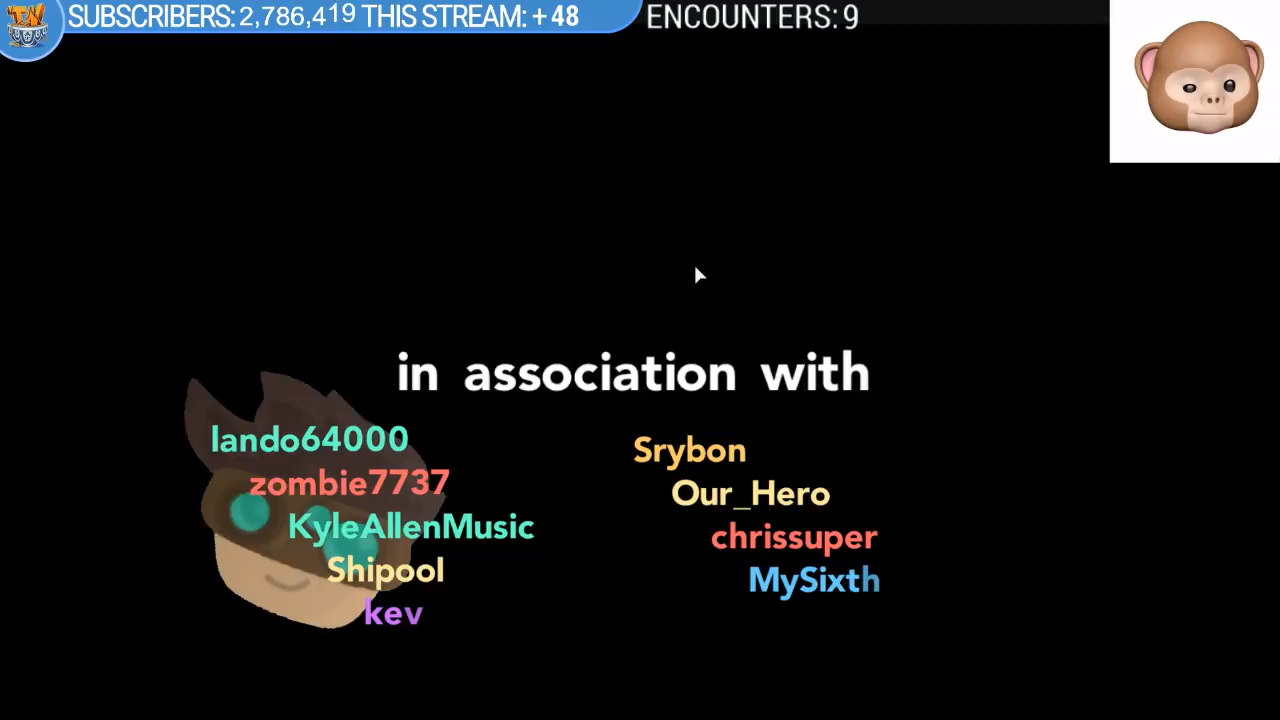 SUBSCRIBERS: 2,786,419 THIS STREAM: +48
ENCOUNTERS: 9
in association with
lando64000
zombie7737
KyleAllenMusic
Shipool
kev
Srybon
Our_Hero
chrissuper
MySixth